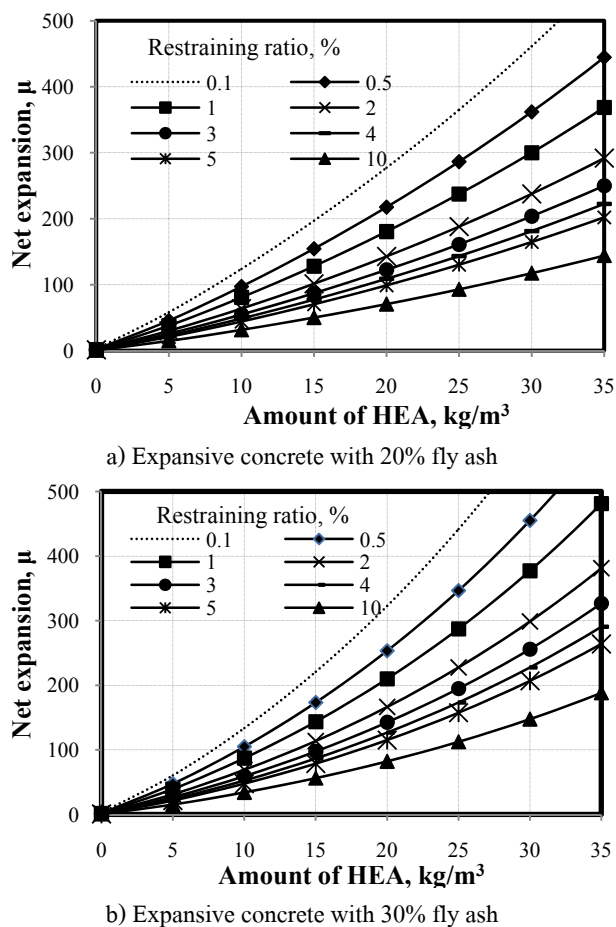 500
400
300
200
100
0
Net expansion, μ
Restraining ratio, %
0.1 0.5
1 2
3 4
5 10
0 5 10 15 20 25 30 35
Amount of HEA, kg/m³
a) Expansive concrete with 20% fly ash
500
400
300
200
100
0
Net expansion, μ
Restraining ratio, %
0.1 0.5
1 2
3 4
5 10
0 5 10 15 20 25 30 35
Amount of HEA, kg/m³
b) Expansive concrete with 30% fly ash